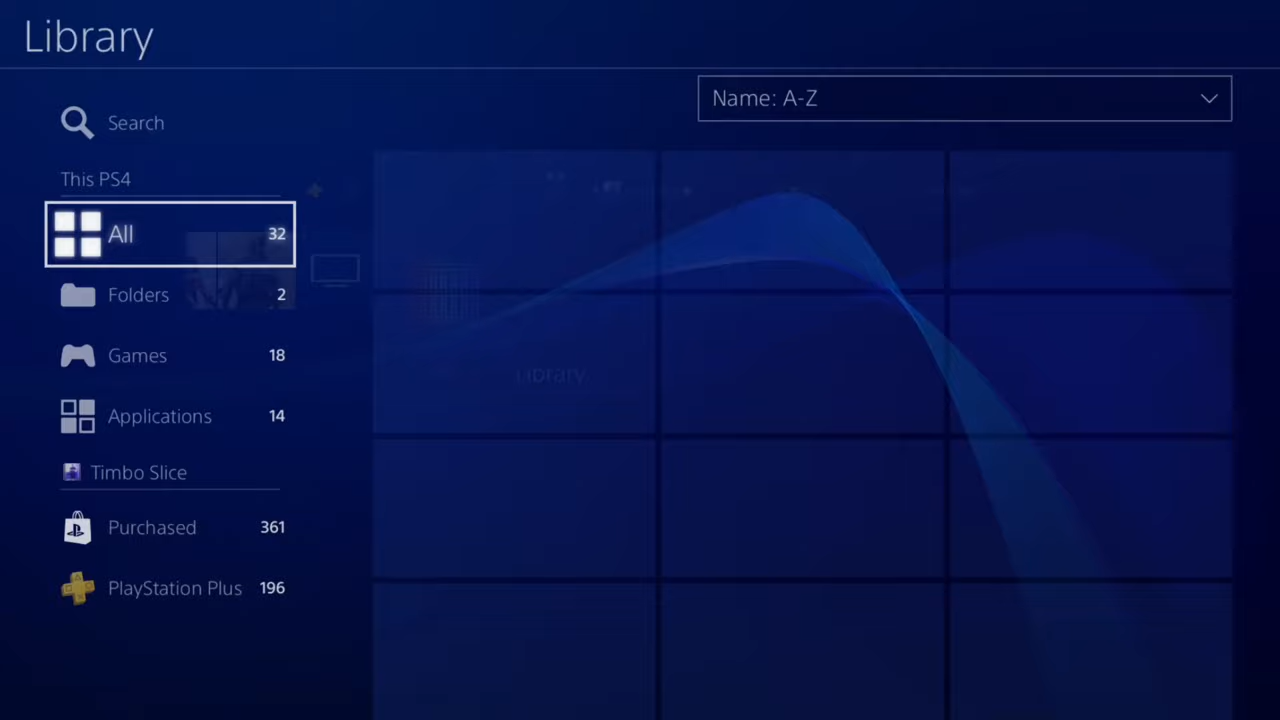 Library
Name: A-Z
Search
This PS4
All 32
Folders 2
Games 18
Applications 14
Timbo Slice
Purchased 361
PlayStation Plus 196
Library